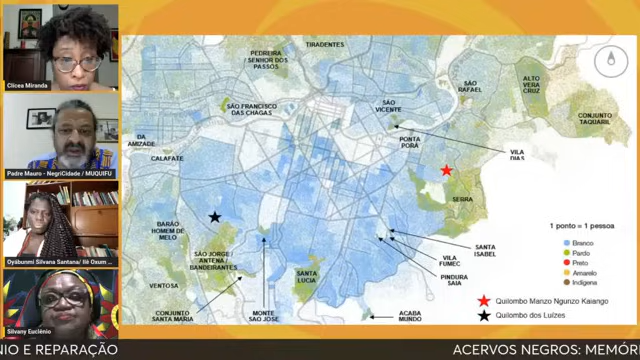 Clícea Miranda
Padre Mauro - NegriCidade / MUQUIFU
Oyàbunmi Silvana Santana/ Ilê Oxum ...
Silvany Euclênio
TIRADENTES
PEDREIRA
/ SENHOR DOS
PASSOS
SÃO FRANCISCO
DAS CHAGAS
SÃO
VICENTE
SÃO
RAFAEL
ALTO
VERA
CRUZ
CONJUNTO
TAQUARIL
DA
AMIZADE
CALAFATE
PONTA
PORÃ
VILA
DIAS
SERRA
BARÃO
HOMEM DE
MELO
SÃO JORGE/
ANTENA/
BANDEIRANTES
VENTOSA
CONJUNTO
SANTA MARIA
MONTE
SÃO JOSÉ
SANTA
LÚCIA
ACABA
MUNDO
PINDURA
SAIA
VILA
FUMEC
SANTA
ISABEL
1 ponto = 1 pessoa
Branco
Pardo
Preto
Amarelo
Indígena
Quilombo Manzo Ngunzo Kaiango
Quilombo dos Luízes
NIO E REPARAÇÃO
ACERVOS NEGROS: MEMÓR